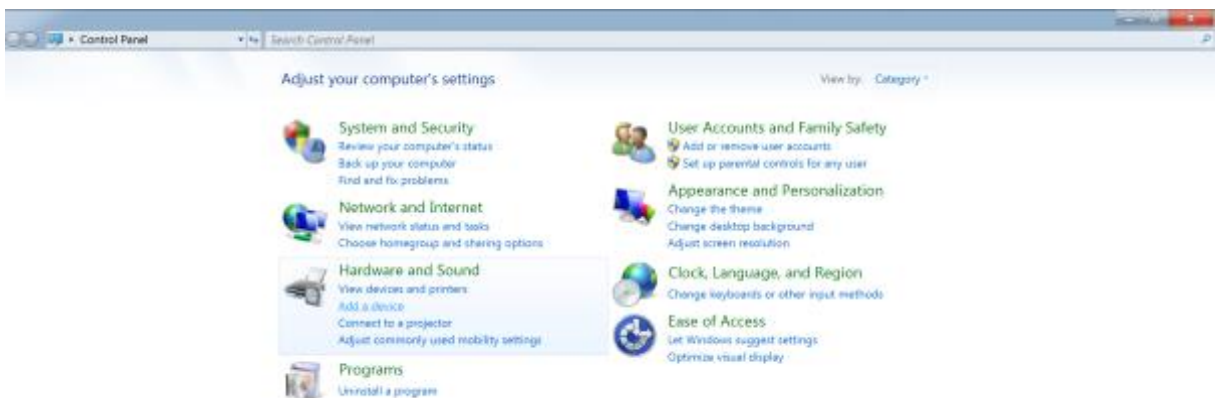 Control Panel
Search Control Panel
Adjust your computer's settings
View by: Category
System and Security
Review your computer's status
Back up your computer
Find and fix problems
Network and Internet
View network status and tasks
Choose homegroup and sharing options
Hardware and Sound
View devices and printers
Add a device
Connect to a projector
Adjust commonly used mobility settings
Programs
Uninstall a program
User Accounts and Family Safety
Add or remove user accounts
Set up parental controls for any user
Appearance and Personalization
Change the theme
Change desktop background
Adjust screen resolution
Clock, Language, and Region
Change keyboards or other input methods
Ease of Access
Let Windows suggest settings
Optimize visual display